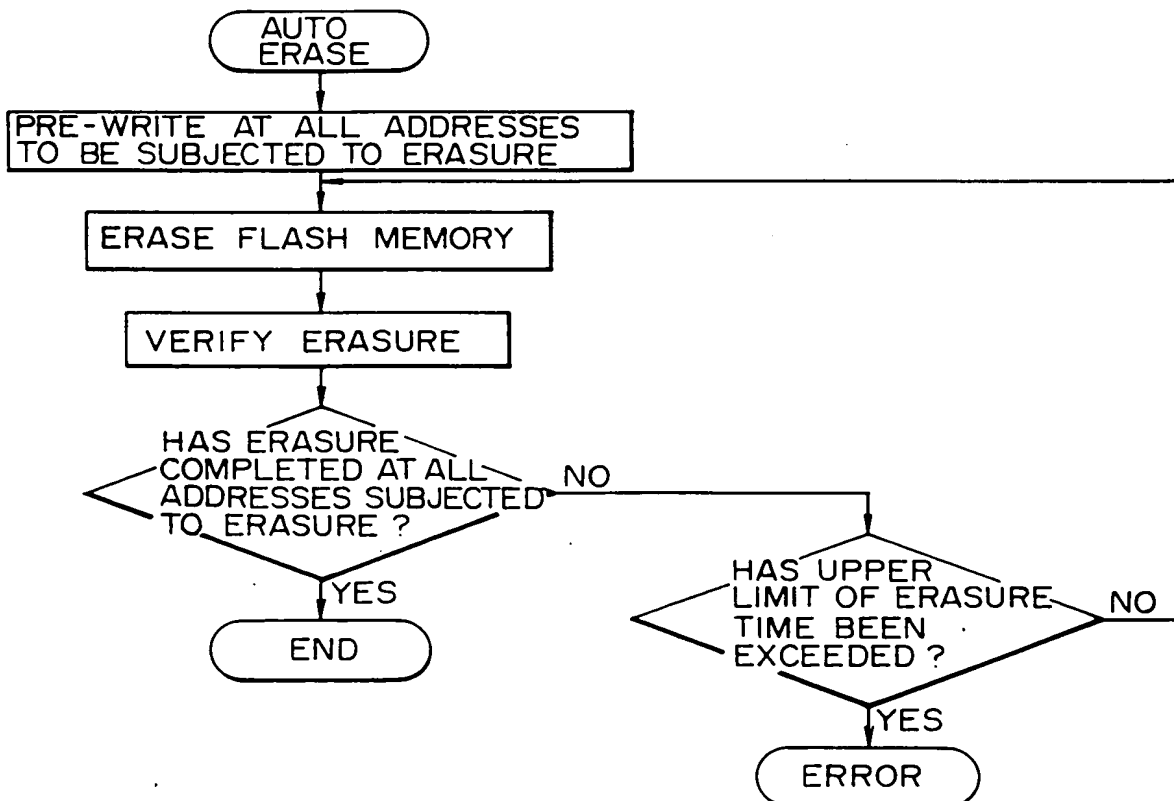 AUTO
ERASE
PRE-WRITE AT ALL ADDRESSES
TO BE SUBJECTED TO ERASURE
ERASE FLASH MEMORY
VERIFY ERASURE
HAS ERASURE
COMPLETED AT ALL
ADDRESSES SUBJECTED
TO ERASURE ?
NO
YES
END
HAS UPPER
LIMIT OF ERASURE
TIME BEEN
EXCEEDED ?
NO
YES
ERROR